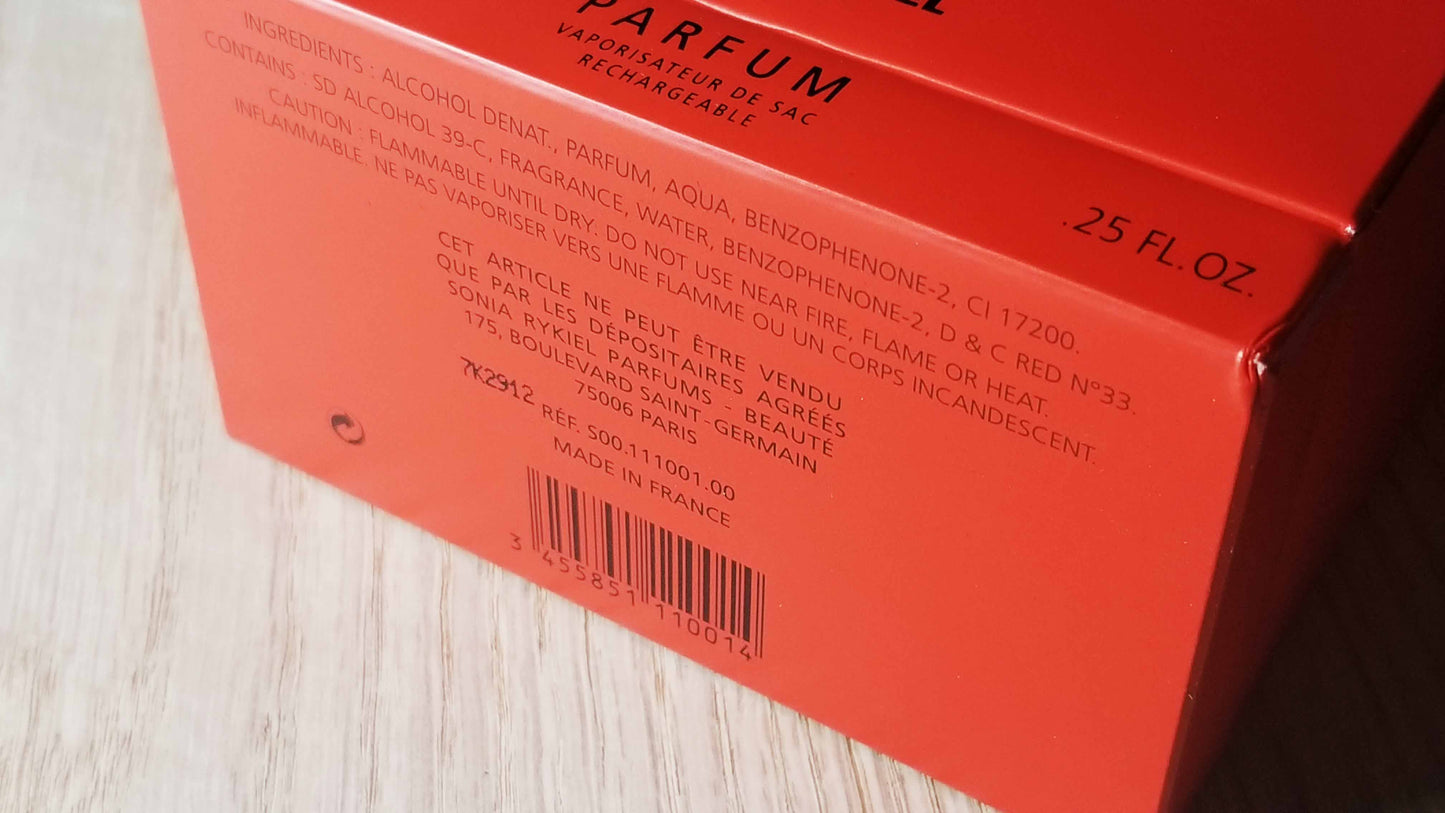 PARFUM
VAPORISATEUR DE SAC
RECHARGEABLE
.25 FL.OZ.
INGREDIENTS : ALCOHOL DENAT., PARFUM, AQUA, BENZOPHENONE-2, CI 17200.
CONTAINS : SD ALCOHOL 39-C, FRAGRANCE, WATER, BENZOPHENONE-2, D & C RED N°33.
CAUTION : FLAMMABLE UNTIL DRY. DO NOT USE NEAR FIRE, FLAME OR HEAT.
INFLAMMABLE. NE PAS VAPORISER VERS UNE FLAMME OU UN CORPS INCANDESCENT.
CET ARTICLE NE PEUT ÊTRE VENDU
QUE PAR LES DÉPOSITAIRES AGRÉÉS
SONIA RYKIEL PARFUMS - BEAUTÉ
175, BOULEVARD SAINT-GERMAIN
75006 PARIS
7K2912
RÉF. S00.111001.00
MADE IN FRANCE
3 455851 110014